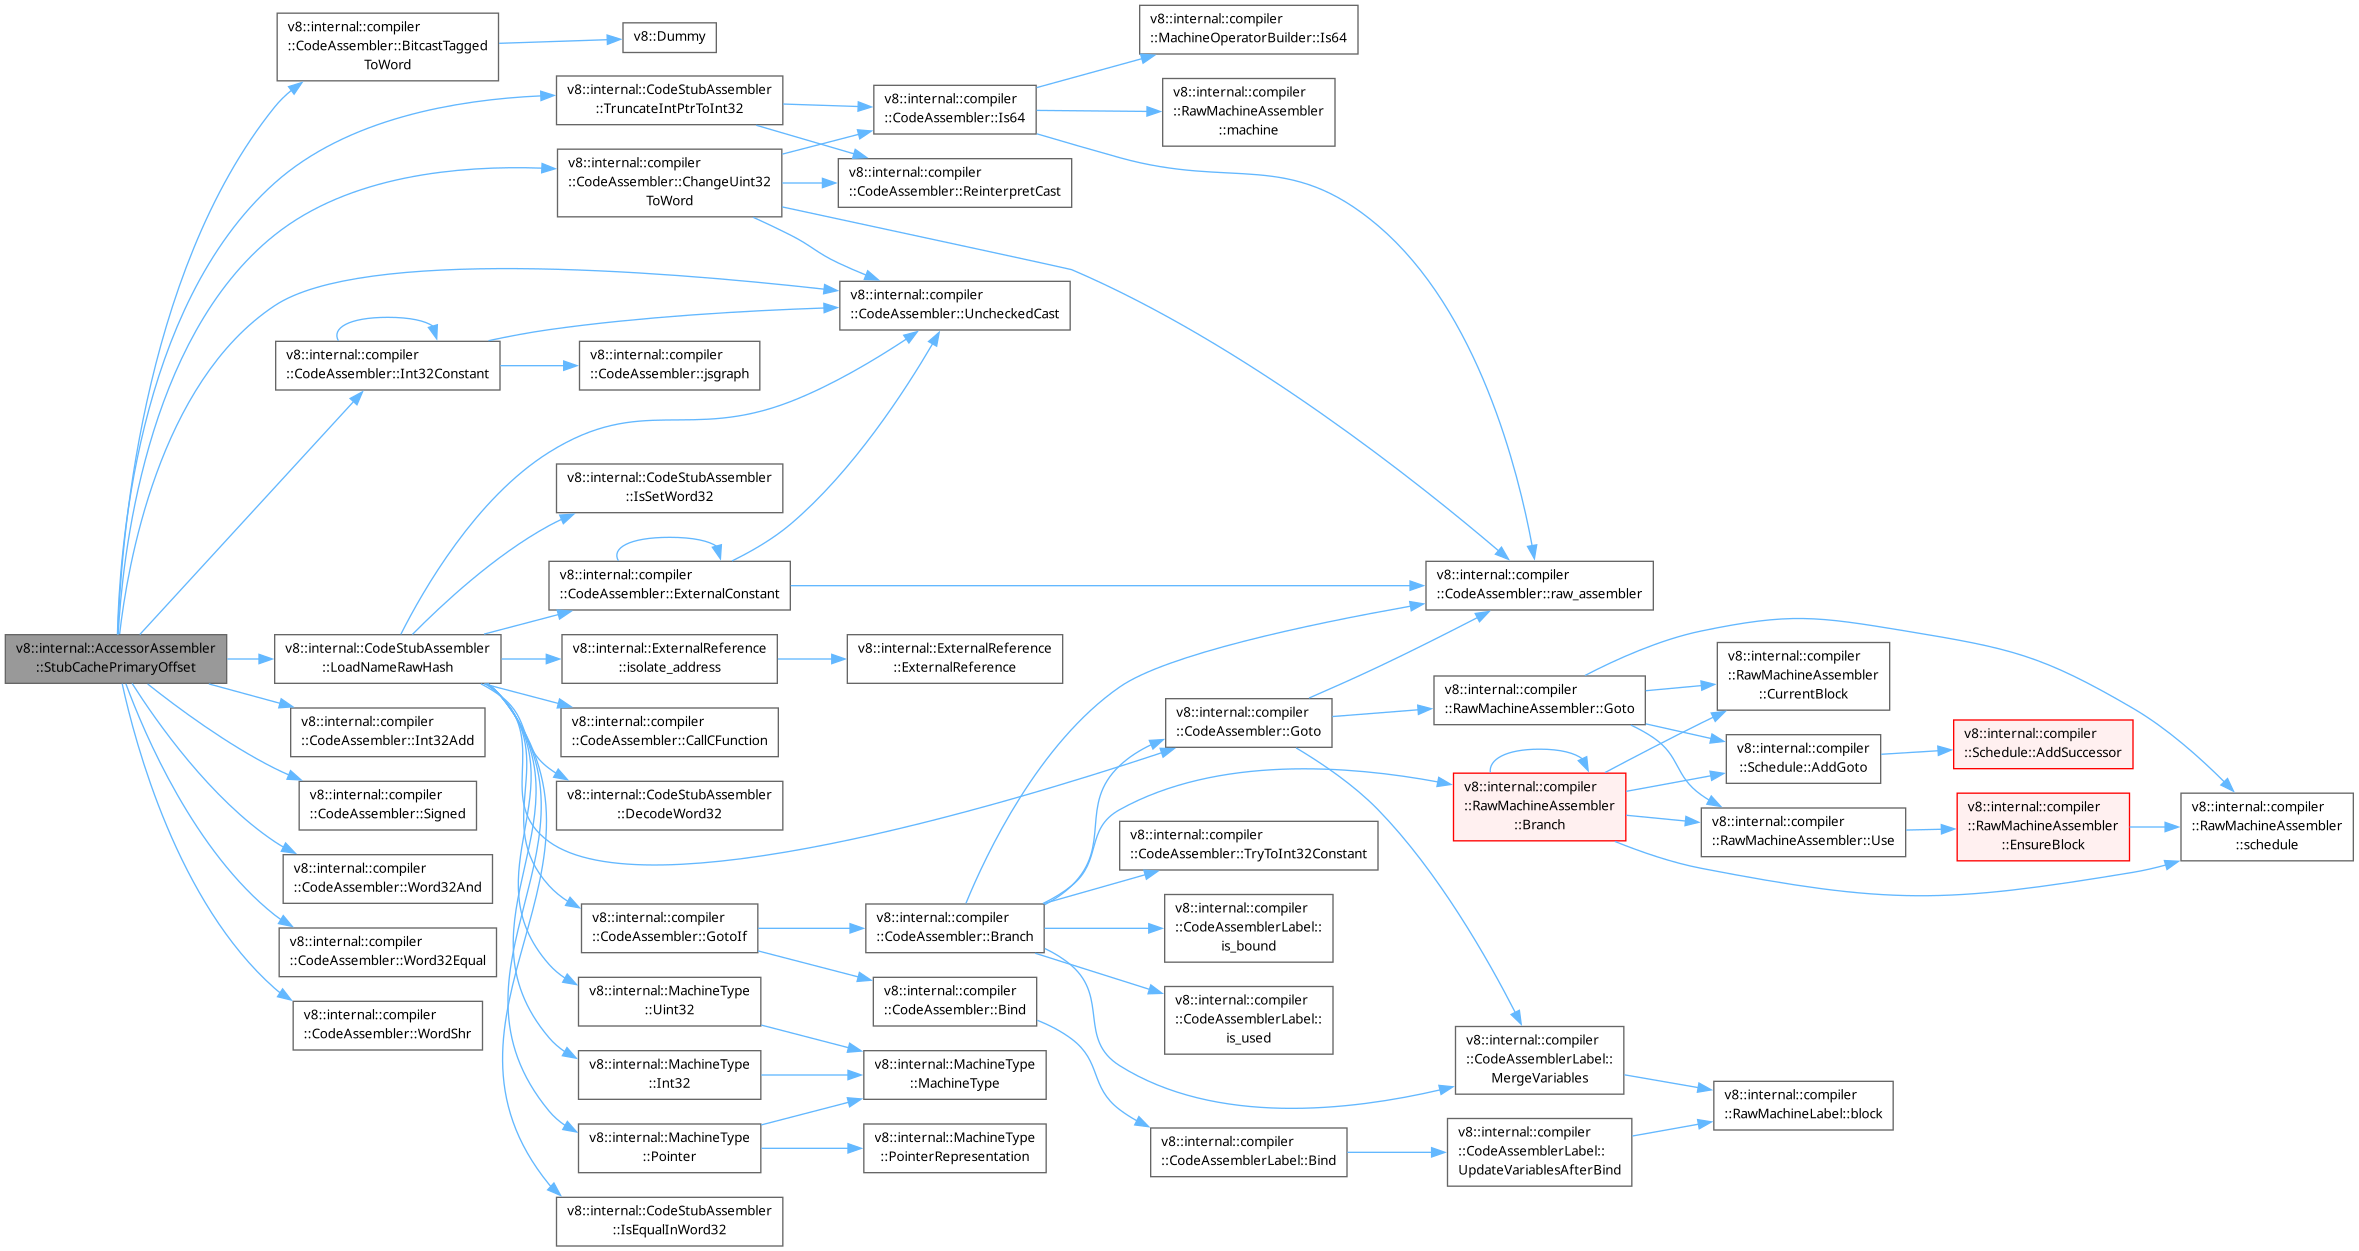 v8::internal::AccessorAssembler
::StubCachePrimaryOffset
v8::internal::compiler
::CodeAssembler::BitcastTagged
ToWord
v8::Dummy
v8::internal::CodeStubAssembler
::TruncateIntPtrToInt32
v8::internal::compiler
::CodeAssembler::Is64
v8::internal::compiler
::MachineOperatorBuilder::Is64
v8::internal::compiler
::RawMachineAssembler
::machine
v8::internal::compiler
::CodeAssembler::ChangeUint32
ToWord
v8::internal::compiler
::CodeAssembler::ReinterpretCast
v8::internal::compiler
::CodeAssembler::UncheckedCast
v8::internal::compiler
::CodeAssembler::Int32Constant
v8::internal::compiler
::CodeAssembler::jsgraph
v8::internal::CodeStubAssembler
::IsSetWord32
v8::internal::compiler
::CodeAssembler::ExternalConstant
v8::internal::compiler
::CodeAssembler::raw_assembler
v8::internal::CodeStubAssembler
::LoadNameRawHash
v8::internal::ExternalReference
::isolate_address
v8::internal::ExternalReference
::ExternalReference
v8::internal::compiler
::CodeAssembler::CallCFunction
v8::internal::CodeStubAssembler
::DecodeWord32
v8::internal::compiler
::CodeAssembler::Goto
v8::internal::compiler
::RawMachineAssembler::Goto
v8::internal::compiler
::RawMachineAssembler
::CurrentBlock
v8::internal::compiler
::Schedule::AddGoto
v8::internal::compiler
::Schedule::AddSuccessor
v8::internal::compiler
::RawMachineAssembler
::Branch
v8::internal::compiler
::RawMachineAssembler::Use
v8::internal::compiler
::RawMachineAssembler
::EnsureBlock
v8::internal::compiler
::RawMachineAssembler
::schedule
v8::internal::compiler
::CodeAssembler::Int32Add
v8::internal::compiler
::CodeAssembler::Signed
v8::internal::compiler
::CodeAssembler::Word32And
v8::internal::compiler
::CodeAssembler::Word32Equal
v8::internal::compiler
::CodeAssembler::WordShr
v8::internal::compiler
::CodeAssembler::GotoIf
v8::internal::compiler
::CodeAssembler::Branch
v8::internal::compiler
::CodeAssembler::TryToInt32Constant
v8::internal::compiler
::CodeAssemblerLabel::
is_bound
v8::internal::compiler
::CodeAssemblerLabel::
is_used
v8::internal::compiler
::CodeAssembler::Bind
v8::internal::MachineType
::Uint32
v8::internal::MachineType
::Int32
v8::internal::MachineType
::MachineType
v8::internal::MachineType
::Pointer
v8::internal::MachineType
::PointerRepresentation
v8::internal::compiler
::CodeAssemblerLabel::
MergeVariables
v8::internal::compiler
::RawMachineLabel::block
v8::internal::compiler
::CodeAssemblerLabel::Bind
v8::internal::compiler
::CodeAssemblerLabel::
UpdateVariablesAfterBind
v8::internal::CodeStubAssembler
::IsEqualInWord32